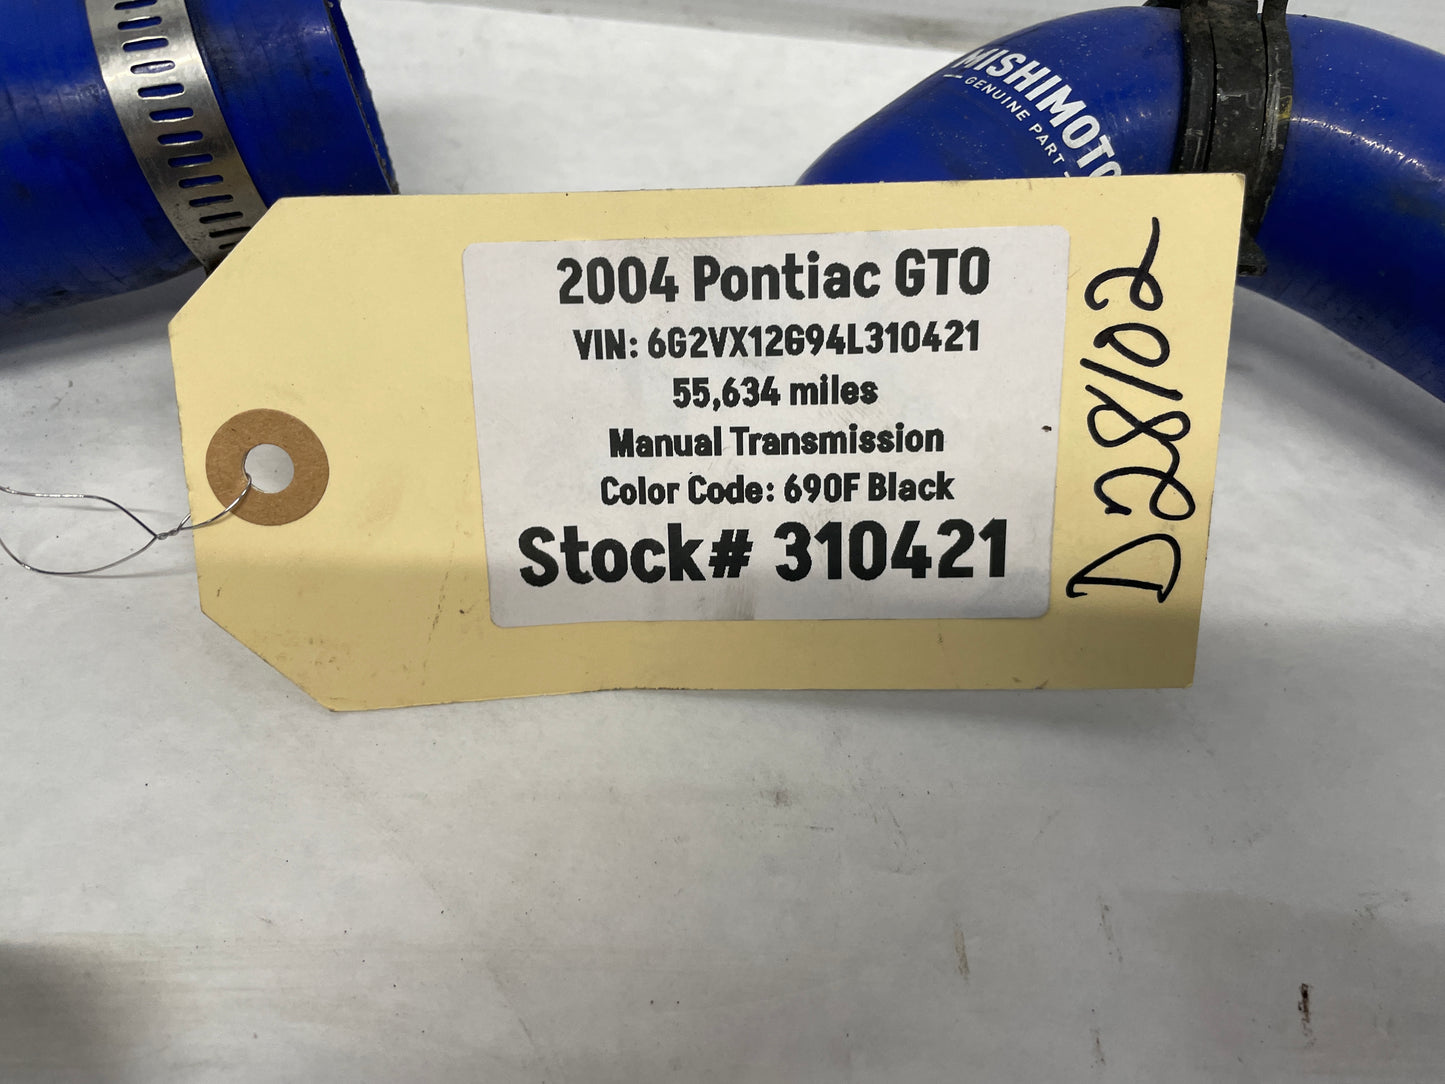 MISHIMOTO
GENUINE PART
2004 Pontiac GTO
VIN: 6G2VX12G94L310421
55,634 miles
Manual Transmission
Color Code: 690F Black
Stock# 310421